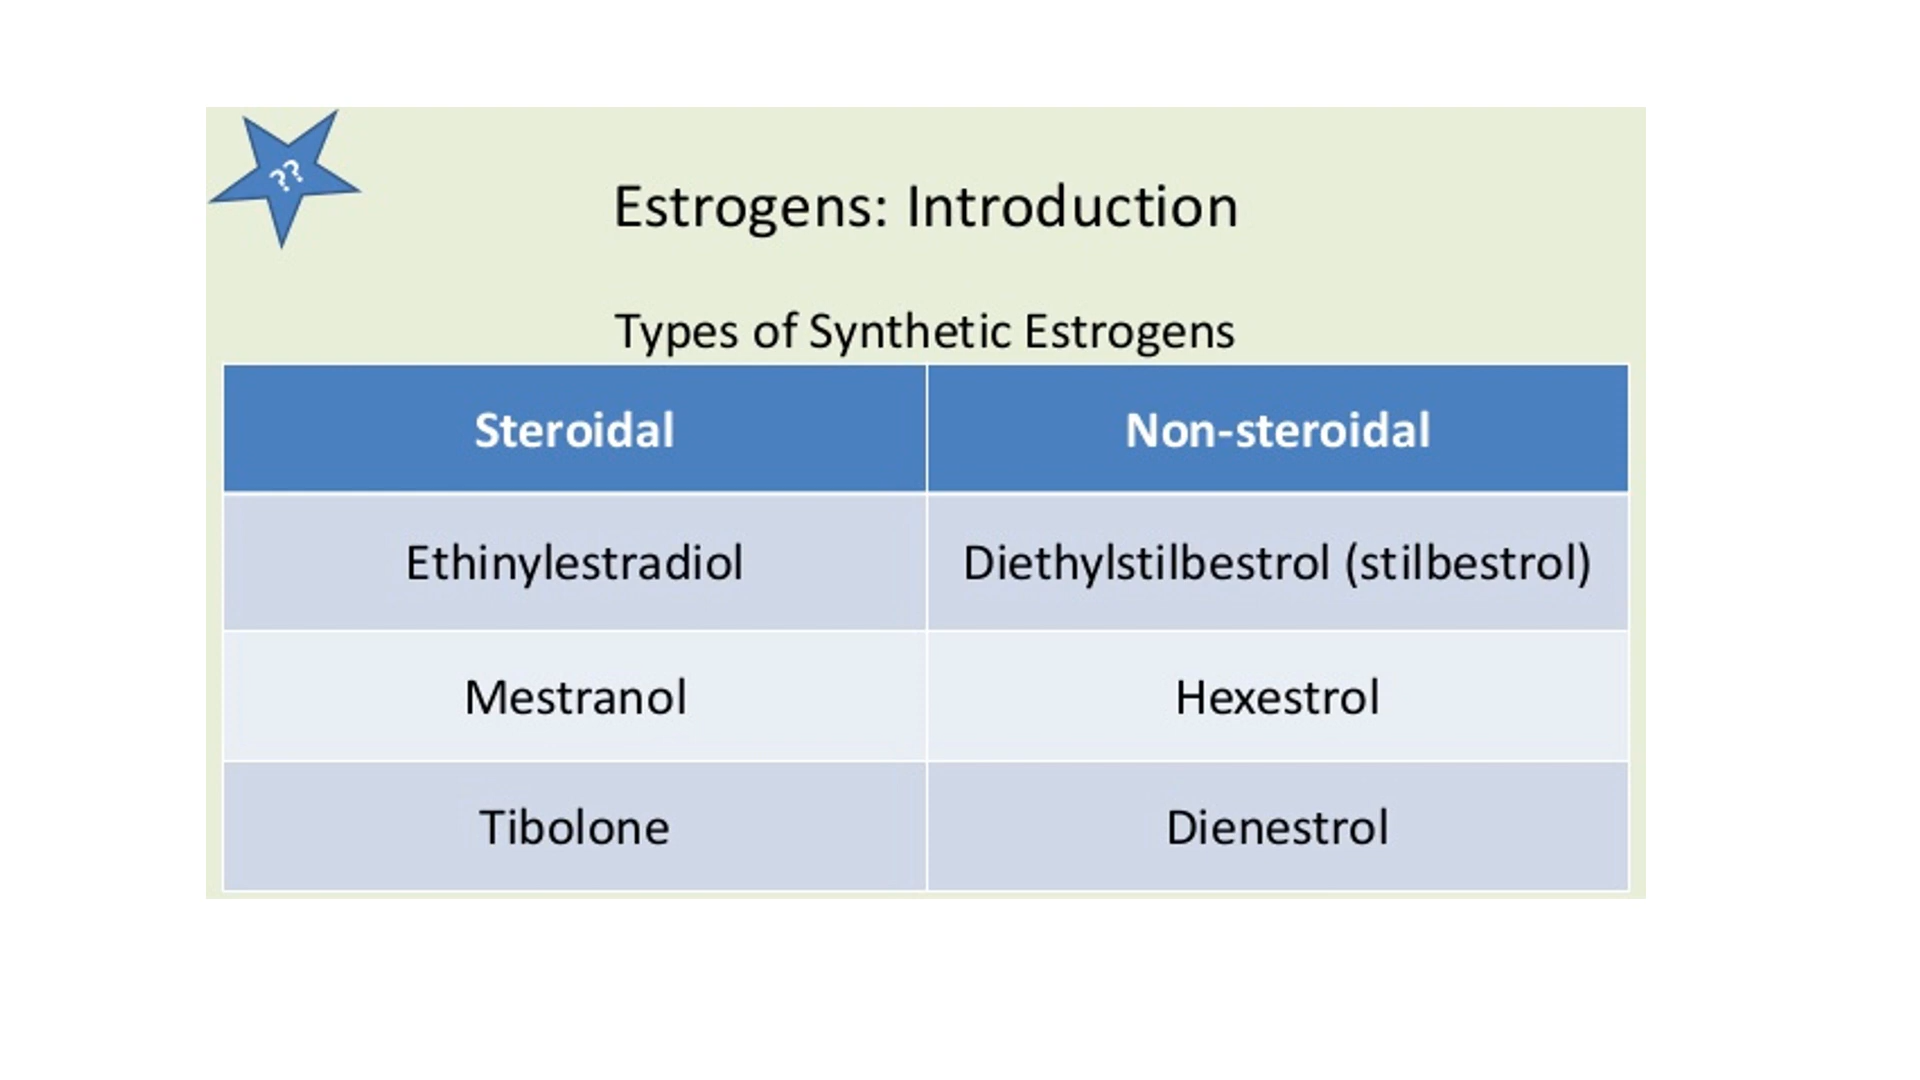 ??
Estrogens: Introduction
Types of Synthetic Estrogens
Steroidal Non-steroidal
Ethinylestradiol Diethylstilbestrol (stilbestrol)
Mestranol Hexestrol
Tibolone Dienestrol